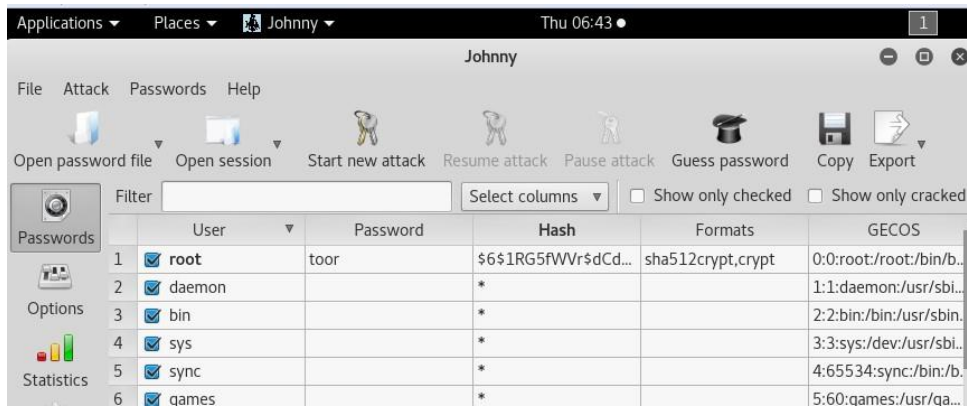 Applications Places Johnny Thu 06:43 1
Johnny
File Attack Passwords Help
Open password file Open session Start new attack Resume attack Pause attack Guess password Copy Export
Filter Select columns Show only checked Show only cracked
Passwords
User Password Hash Formats GECOS
1 root toor $6$1RG5fWVr$dCd... sha512crypt,crypt 0:0:root:/root:/bin/b...
2 daemon * 1:1:daemon:/usr/sbi...
Options
3 bin * 2:2:bin:/bin:/usr/sbin.
4 sys * 3:3:sys:/dev:/usr/sbi..
Statistics
5 sync * 4:65534:sync:/bin:/b.
6 games * 5:60:games:/usr/ga...